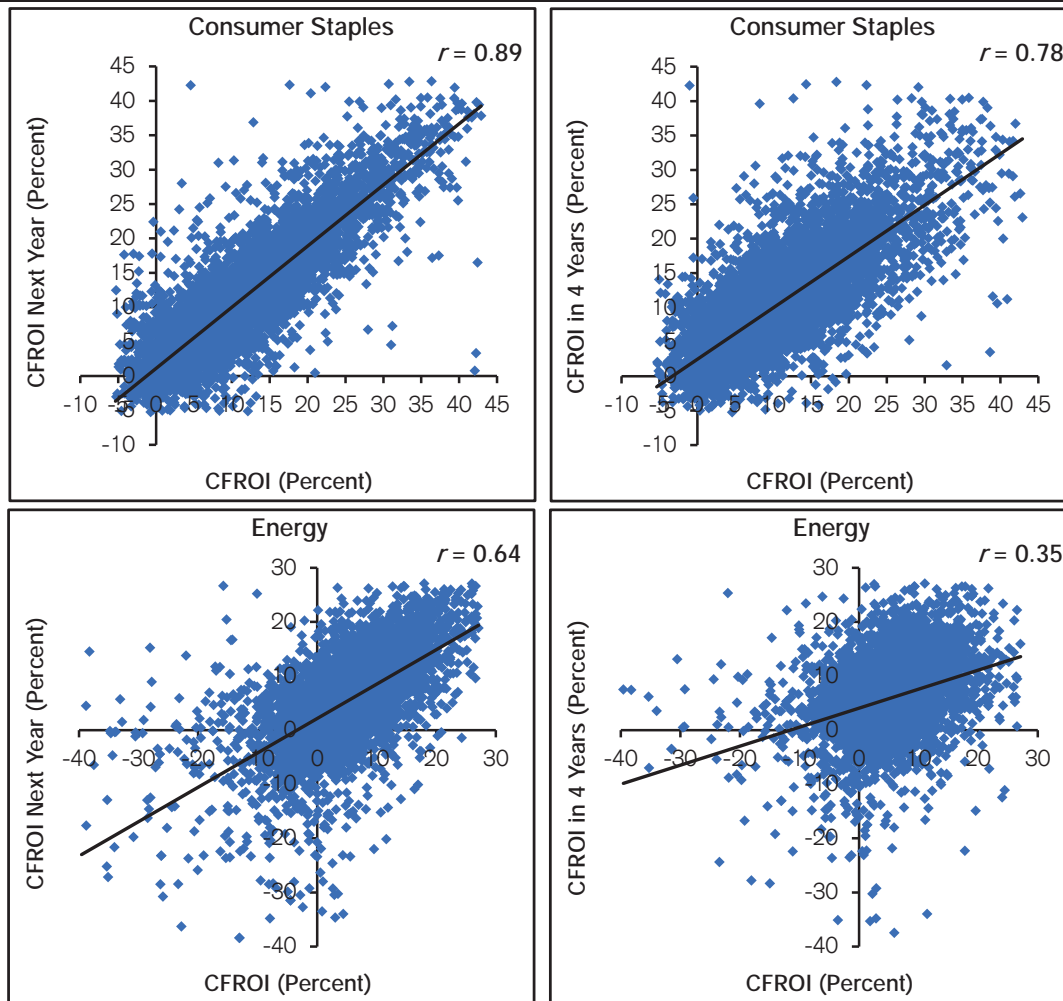 Consumer Staples
r = 0.89
CFROI Next Year (Percent)
45
40
35
30
25
20
15
10
5
0
-5
-10
-10 -5 0 5 10 15 20 25 30 35 40 45
CFROI (Percent)
Consumer Staples
r = 0.78
CFROI in 4 Years (Percent)
45
40
35
30
25
20
15
10
5
0
-5
-10
-10 -5 0 5 10 15 20 25 30 35 40 45
CFROI (Percent)
Energy
r = 0.64
CFROI Next Year (Percent)
30
20
10
0
-10
-20
-30
-40
-40 -30 -20 -10 0 10 20 30
CFROI (Percent)
Energy
r = 0.35
CFROI in 4 Years (Percent)
30
20
10
0
-10
-20
-30
-40
-40 -30 -20 -10 0 10 20 30
CFROI (Percent)